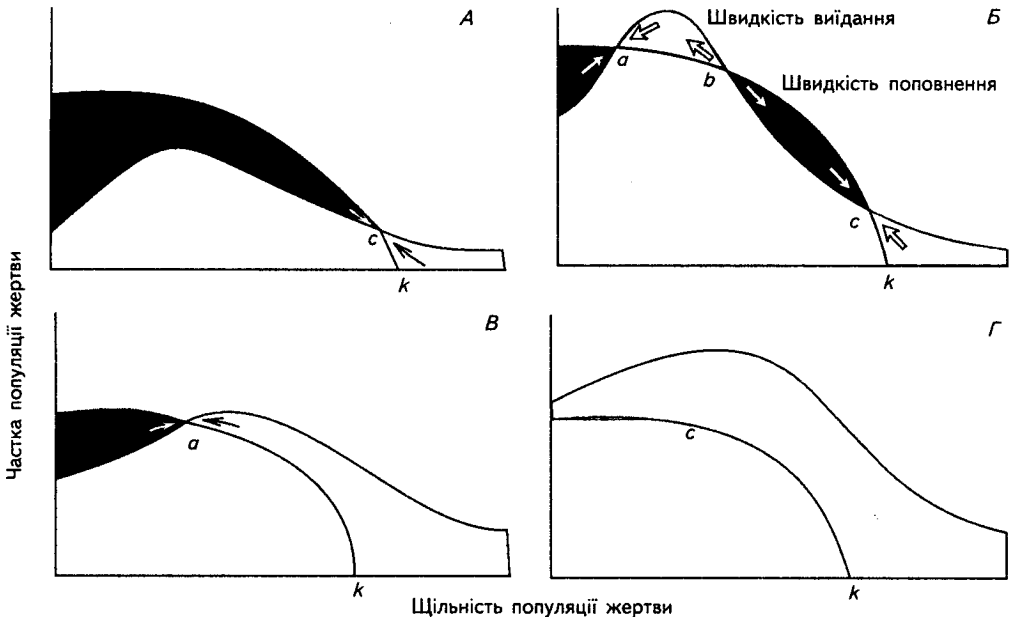 А
Б
Швидкість виїдання
a
b
Швидкість поповнення
c
c
k
k
Частка популяції жертви
В
Г
a
c
k
k
Щільність популяції жертви